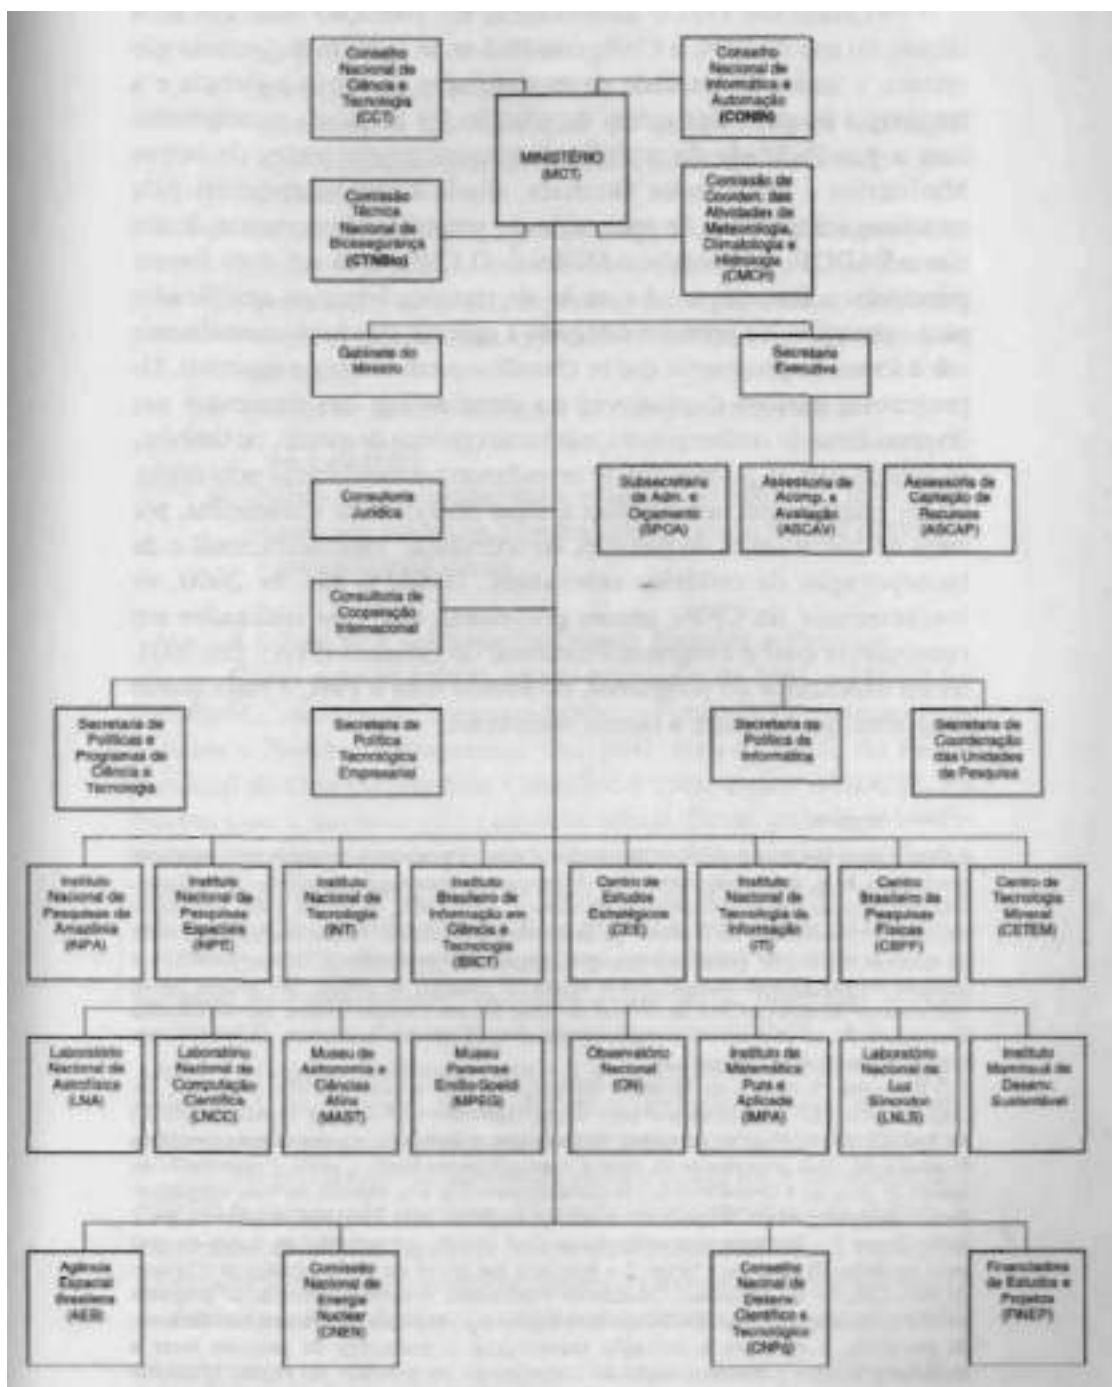 Conselho
Nacional de
Ciência e
Tecnologia
(CCT)
Conselho
Nacional de
Informática e
Automação
(CONIN)
MINISTÉRIO
(MCT)
Comissão
Técnica
Nacional de
Biosegurança
(CTNBio)
Comissão de
Coorden. das
Atividades de
Meteorologia,
Climatologia e
Hidrologia
(CMCH)
Gabinete do
Ministro
Secretaria
Executiva
Consultoria
Jurídica
Subsecretaria
de Adm. e
Orçamento
(SPOA)
Assessoria de
Acomp. e
Avaliação
(ASCAV)
Assessoria de
Captação de
Recursos
(ASCAP)
Consultoria de
Cooperação
Internacional
Secretaria de
Políticas e
Programas de
Ciência e
Tecnologia
Secretaria de
Política
Tecnológica
Empresarial
Secretaria de
Política de
Informática
Secretaria de
Coordenação
das Unidades
de Pesquisa
Instituto
Nacional de
Pesquisas da
Amazônia
(INPA)
Instituto
Nacional de
Pesquisas
Espaciais
(INPE)
Instituto
Nacional de
Tecnologia
(INT)
Instituto
Brasileiro de
Informação em
Ciência e
Tecnologia
(IBICT)
Centro de
Estudos
Estratégicos
(CEE)
Instituto
Nacional de
Tecnologia da
Informação
(ITI)
Centro
Brasileiro de
Pesquisas
Físicas
(CBPF)
Centro de
Tecnologia
Mineral
(CETEM)
Laboratório
Nacional de
Astrofísica
(LNA)
Laboratório
Nacional de
Computação
Científica
(LNCC)
Museu de
Astronomia e
Ciências
Afins
(MAST)
Museu
Paraense
Emílio Goeldi
(MPEG)
Observatório
Nacional
(ON)
Instituto de
Matemática
Pura e
Aplicada
(IMPA)
Laboratório
Nacional de
Luz
Síncroton
(LNLS)
Instituto
Mamirauá de
Desenv.
Sustentável
Agência
Espacial
Brasileira
(AEB)
Comissão
Nacional de
Energia
Nuclear
(CNEN)
Conselho
Nacional de
Desenv.
Científico e
Tecnológico
(CNPq)
Financiadora
de Estudos e
Projetos
(FINEP)